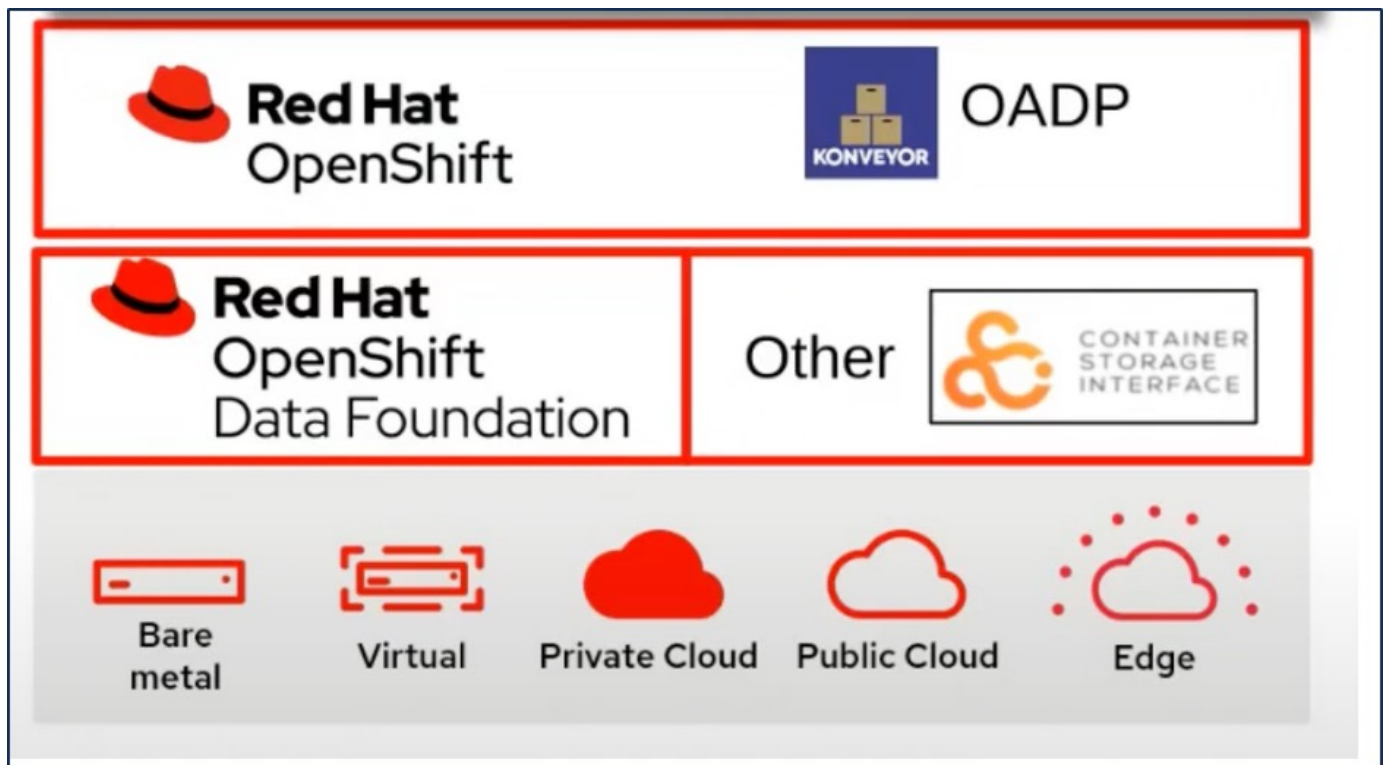 Red Hat
OpenShift
KONVEYOR
OADP
Red Hat
OpenShift
Data Foundation
Other
CONTAINER
STORAGE
INTERFACE
Bare
metal
Virtual
Private Cloud
Public Cloud
Edge